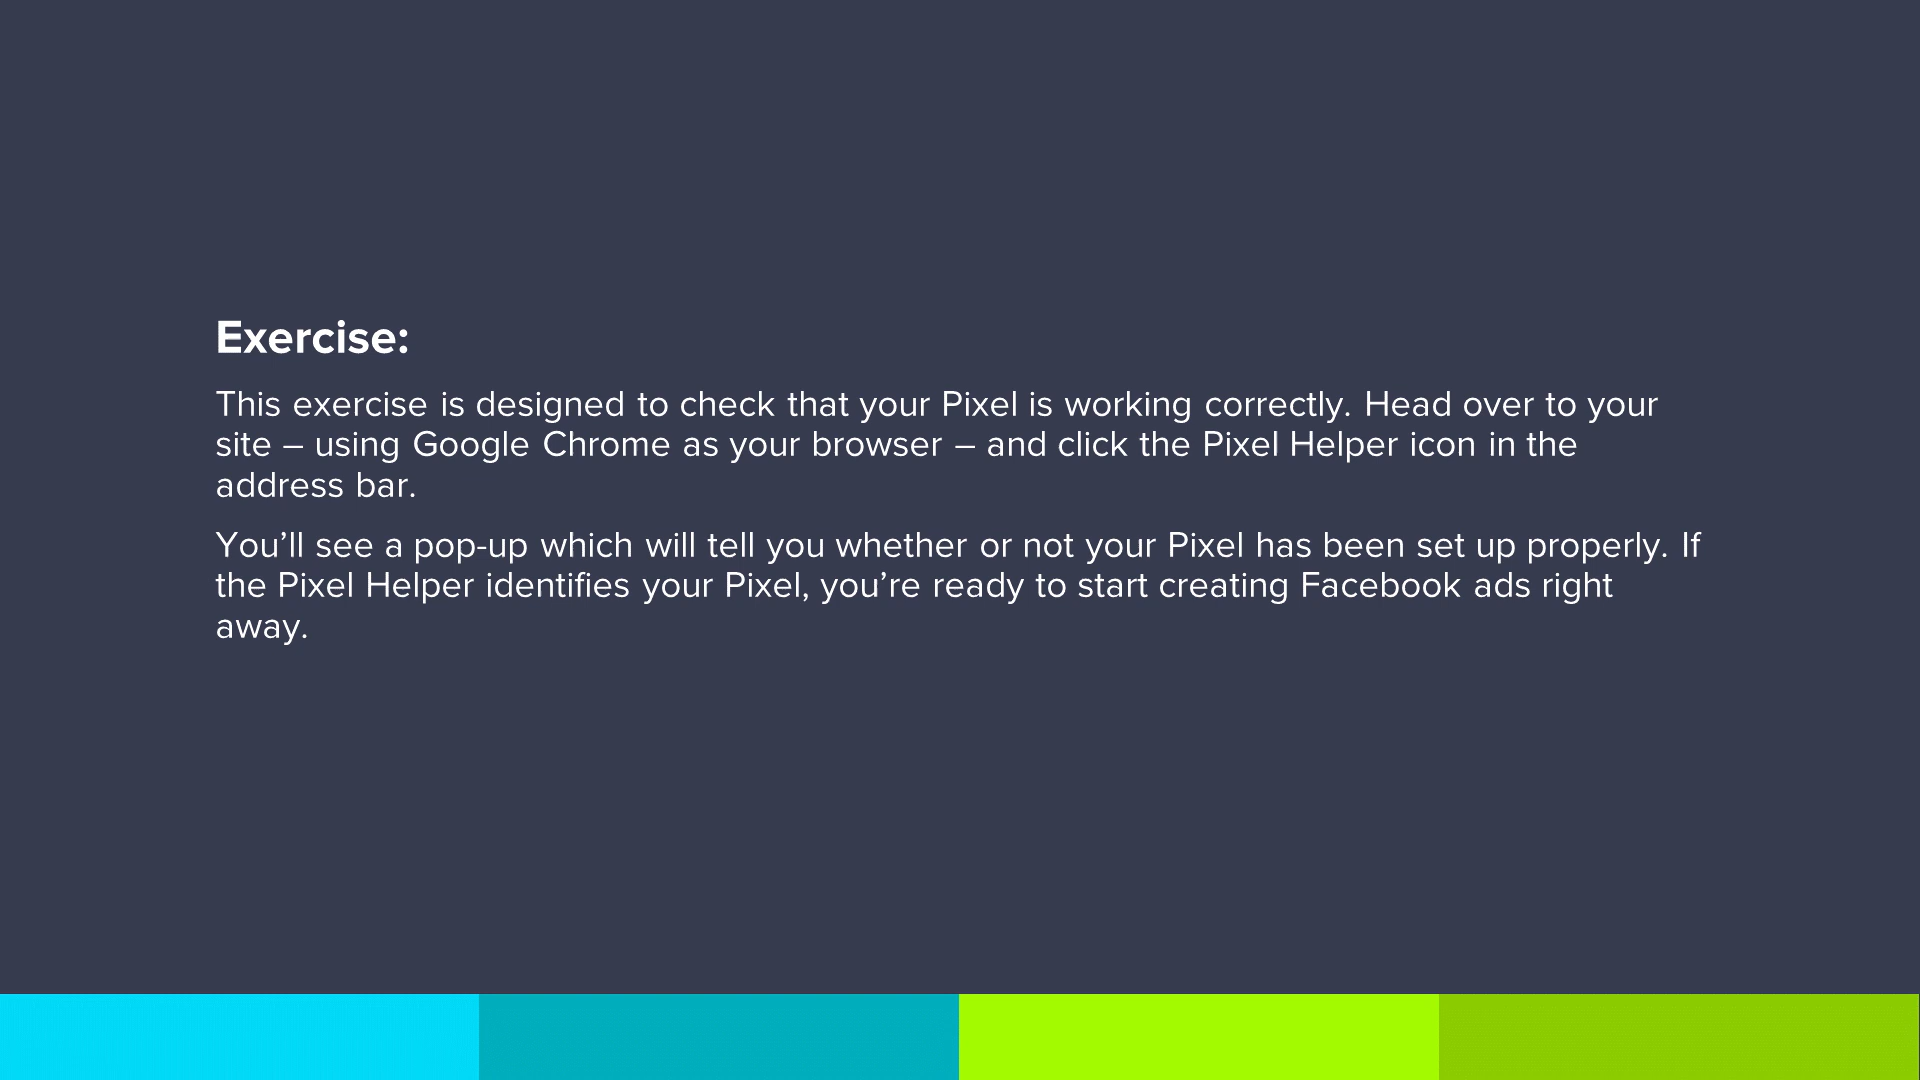 Exercise:
This exercise is designed to check that your Pixel is working correctly. Head over to your
site – using Google Chrome as your browser – and click the Pixel Helper icon in the
address bar.
You’ll see a pop-up which will tell you whether or not your Pixel has been set up properly. If
the Pixel Helper identifies your Pixel, you’re ready to start creating Facebook ads right
away.